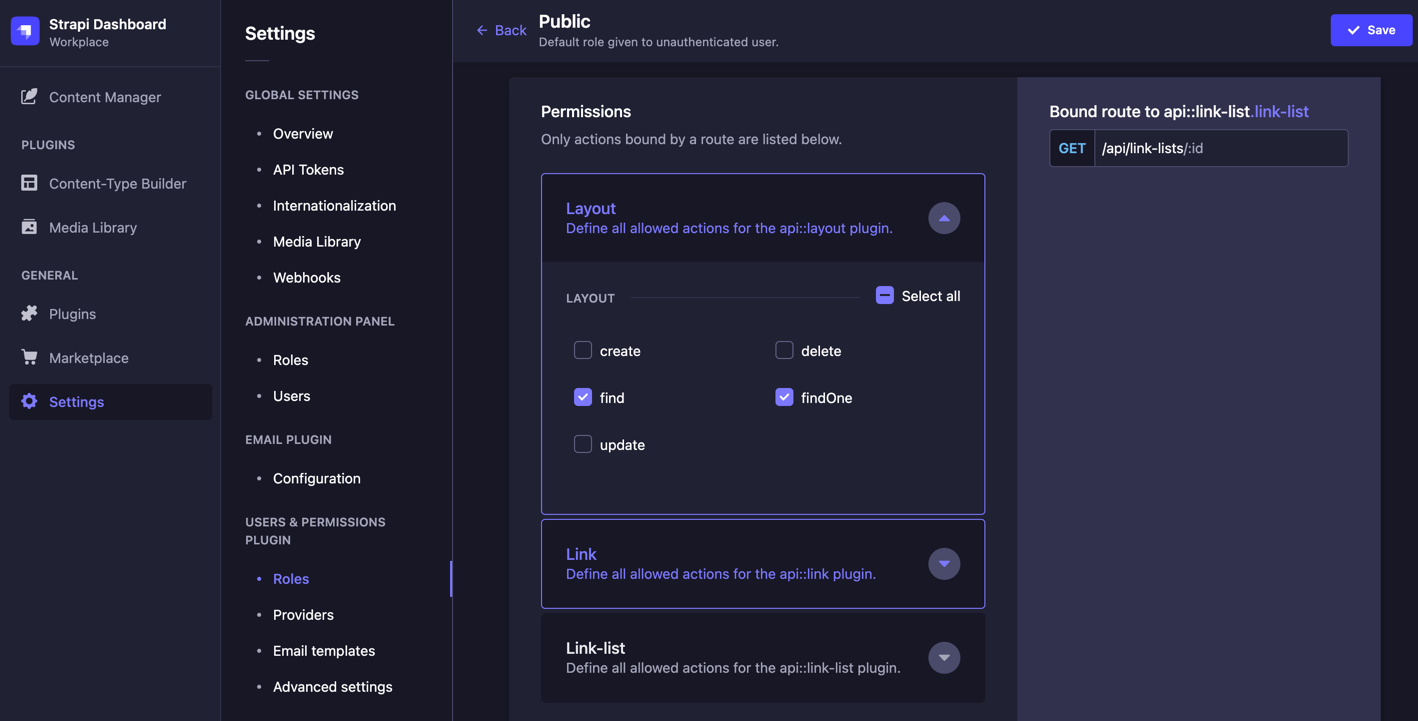 Strapi Dashboard
Workplace
Content Manager
PLUGINS
Content-Type Builder
Media Library
GENERAL
Plugins
Marketplace
Settings
Settings
GLOBAL SETTINGS
Overview
API Tokens
Internationalization
Media Library
Webhooks
ADMINISTRATION PANEL
Roles
Users
EMAIL PLUGIN
Configuration
USERS & PERMISSIONS
PLUGIN
Roles
Providers
Email templates
Advanced settings
Back
Public
Default role given to unauthenticated user.
Save
Permissions
Only actions bound by a route are listed below.
Layout
Define all allowed actions for the api::layout plugin.
LAYOUT
Select all
create
delete
find
findOne
update
Link
Define all allowed actions for the api::link plugin.
Link-list
Define all allowed actions for the api::link-list plugin.
Bound route to api::link-list.link-list
GET /api/link-lists/:id